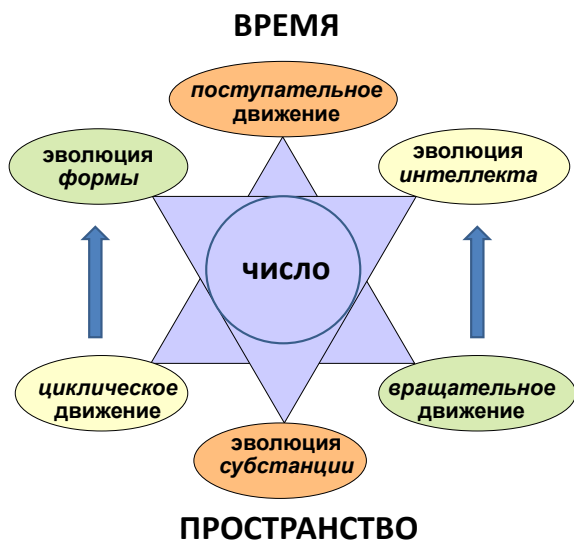 ВРЕМЯ
поступательное
движение
эволюция
формы
эволюция
интеллекта
число
циклическое
движение
вращательное
движение
эволюция
субстанции
ПРОСТРАНСТВО